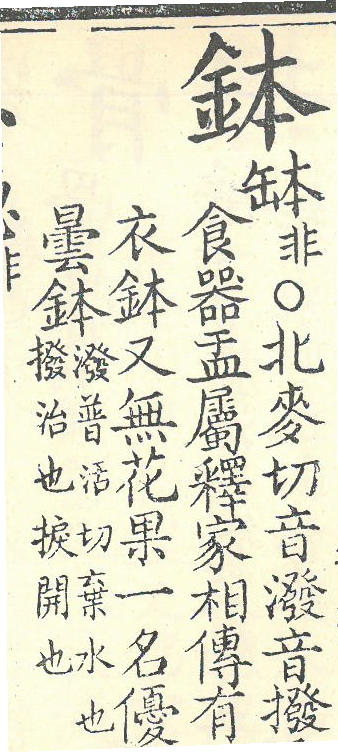 鉢
缽非○北麥切音潑音撥
食器盂屬釋家相傳有
衣鉢又無花果一名優
曇鉢
潑普活切棄水也
撥治也捩開也
非